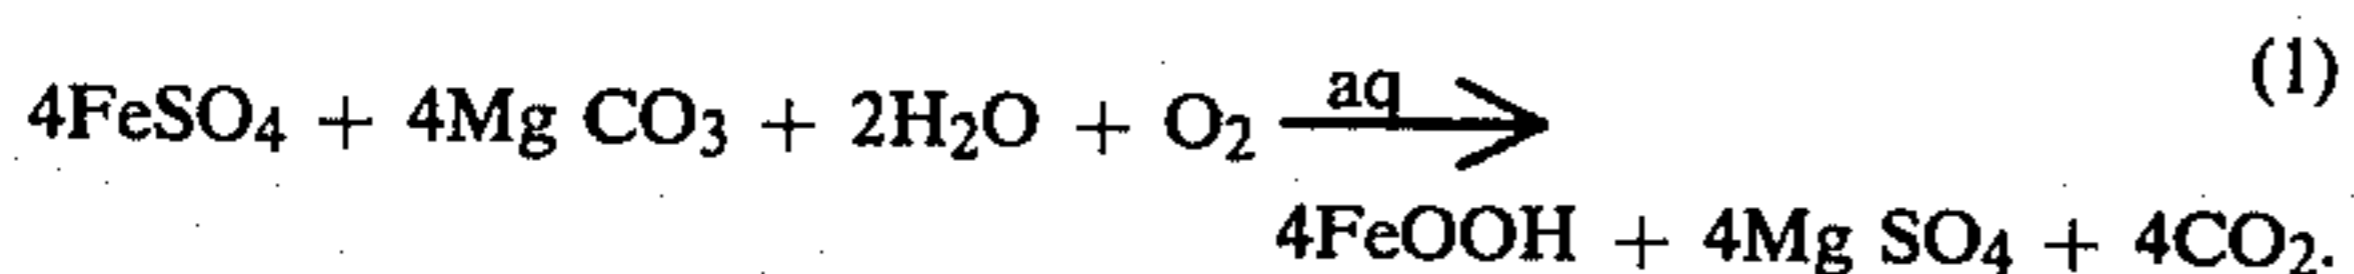 4FeSO₄ + 4Mg CO₃ + 2H₂O + O₂ —aq→ (1)
4FeOOH + 4Mg SO₄ + 4CO₂.